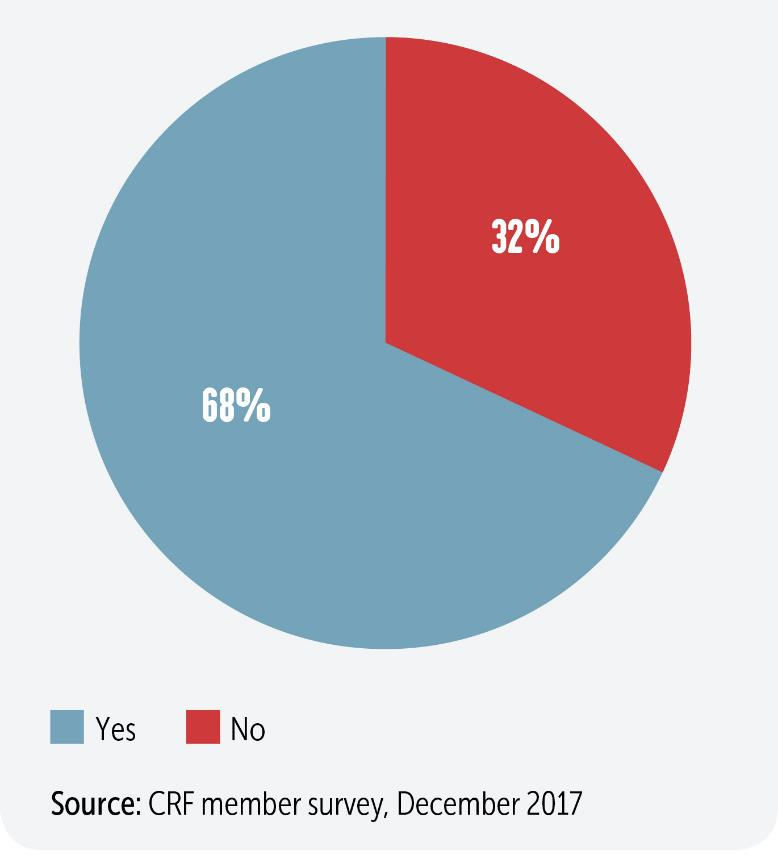 32%
68%
Yes
No
Source: CRF member survey, December 2017